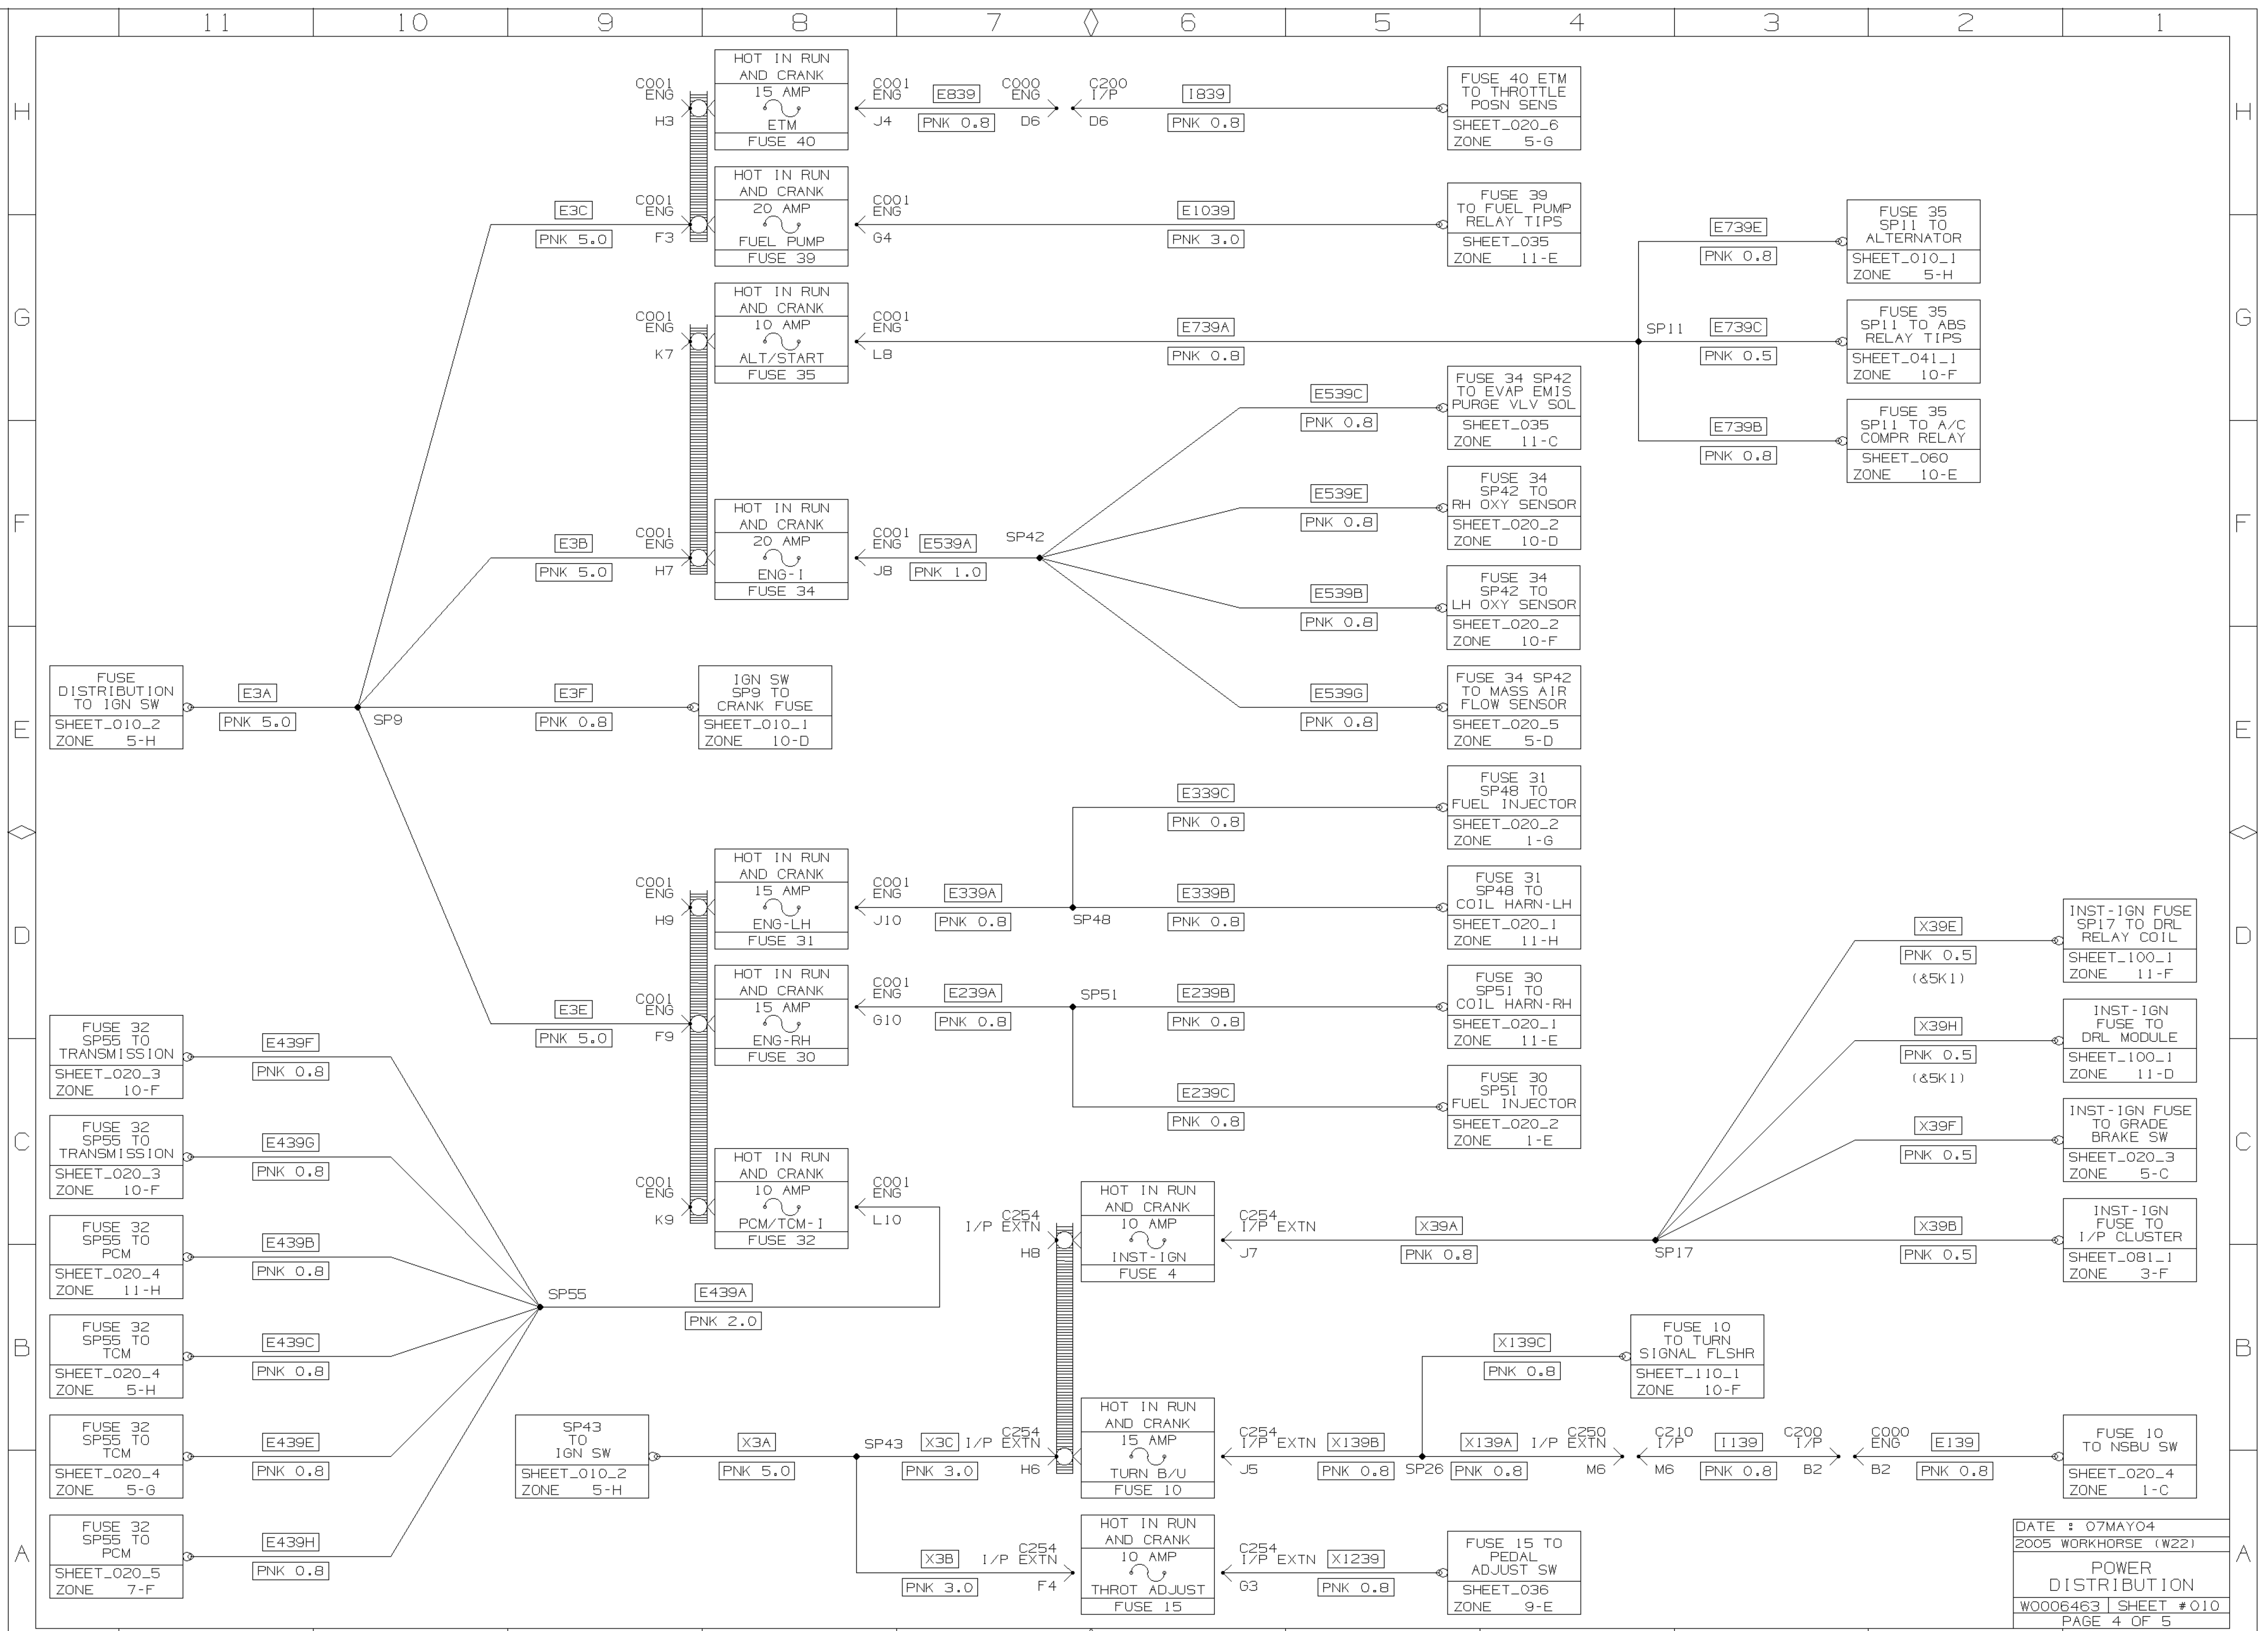 11 10 9 8 7 6 5 4 3 2 1
H
G
F
E
D
C
B
A
H
G
F
E
D
C
B
A
C001
ENG
H3
HOT IN RUN
AND CRANK
15 AMP
ETM
FUSE 40
C001
ENG
J4
E839
PNK 0.8
C000
ENG
D6
C200
I/P
D6
I839
PNK 0.8
FUSE 40 ETM
TO THROTTLE
POSN SENS
SHEET_020_6
ZONE 5-G
E3C
PNK 5.0
C001
ENG
F3
HOT IN RUN
AND CRANK
20 AMP
FUEL PUMP
FUSE 39
C001
ENG
G4
E1039
PNK 3.0
FUSE 39
TO FUEL PUMP
RELAY TIPS
SHEET_035
ZONE 11-E
C001
ENG
K7
HOT IN RUN
AND CRANK
10 AMP
ALT/START
FUSE 35
C001
ENG
L8
E739A
PNK 0.8
SP11
E739E
PNK 0.8
FUSE 35
SP11 TO
ALTERNATOR
SHEET_010_1
ZONE 5-H
E739C
PNK 0.5
FUSE 35
SP11 TO ABS
RELAY TIPS
SHEET_041_1
ZONE 10-F
E739B
PNK 0.8
FUSE 35
SP11 TO A/C
COMPR RELAY
SHEET_060
ZONE 10-E
E3B
PNK 5.0
C001
ENG
H7
HOT IN RUN
AND CRANK
20 AMP
ENG-I
FUSE 34
C001
ENG
J8
E539A
PNK 1.0
SP42
E539C
PNK 0.8
FUSE 34 SP42
TO EVAP EMIS
PURGE VLV SOL
SHEET_035
ZONE 11-C
E539E
PNK 0.8
FUSE 34
SP42 TO
RH OXY SENSOR
SHEET_020_2
ZONE 10-D
E539B
PNK 0.8
FUSE 34
SP42 TO
LH OXY SENSOR
SHEET_020_2
ZONE 10-F
E539G
PNK 0.8
FUSE 34 SP42
TO MASS AIR
FLOW SENSOR
SHEET_020_5
ZONE 5-D
FUSE
DISTRIBUTION
TO IGN SW
SHEET_010_2
ZONE 5-H
E3A
PNK 5.0
SP9
E3F
PNK 0.8
IGN SW
SP9 TO
CRANK FUSE
SHEET_010_1
ZONE 10-D
C001
ENG
H9
HOT IN RUN
AND CRANK
15 AMP
ENG-LH
FUSE 31
C001
ENG
J10
E339A
PNK 0.8
SP48
E339C
PNK 0.8
FUSE 31
SP48 TO
FUEL INJECTOR
SHEET_020_2
ZONE 1-G
E339B
PNK 0.8
FUSE 31
SP48 TO
COIL HARN-LH
SHEET_020_1
ZONE 11-H
E3E
PNK 5.0
C001
ENG
F9
HOT IN RUN
AND CRANK
15 AMP
ENG-RH
FUSE 30
C001
ENG
G10
E239A
PNK 0.8
SP51
E239B
PNK 0.8
FUSE 30
SP51 TO
COIL HARN-RH
SHEET_020_1
ZONE 11-E
E239C
PNK 0.8
FUSE 30
SP51 TO
FUEL INJECTOR
SHEET_020_2
ZONE 1-E
C001
ENG
K9
HOT IN RUN
AND CRANK
10 AMP
PCM/TCM-I
FUSE 32
C001
ENG
L10
E439A
PNK 2.0
SP55
FUSE 32
SP55 TO
TRANSMISSION
SHEET_020_3
ZONE 10-F
E439F
PNK 0.8
FUSE 32
SP55 TO
TRANSMISSION
SHEET_020_3
ZONE 10-F
E439G
PNK 0.8
FUSE 32
SP55 TO
PCM
SHEET_020_4
ZONE 11-H
E439B
PNK 0.8
FUSE 32
SP55 TO
TCM
SHEET_020_4
ZONE 5-H
E439C
PNK 0.8
FUSE 32
SP55 TO
TCM
SHEET_020_4
ZONE 5-G
E439E
PNK 0.8
FUSE 32
SP55 TO
PCM
SHEET_020_5
ZONE 7-F
E439H
PNK 0.8
C254
I/P EXTN
H8
HOT IN RUN
AND CRANK
10 AMP
INST-IGN
FUSE 4
C254
I/P EXTN
J7
X39A
PNK 0.8
SP17
X39E
PNK 0.5
(&5K1)
INST-IGN FUSE
SP17 TO DRL
RELAY COIL
SHEET_100_1
ZONE 11-F
X39H
PNK 0.5
(&5K1)
INST-IGN
FUSE TO
DRL MODULE
SHEET_100_1
ZONE 11-D
X39F
PNK 0.5
INST-IGN FUSE
TO GRADE
BRAKE SW
SHEET_020_3
ZONE 5-C
X39B
PNK 0.5
INST-IGN
FUSE TO
I/P CLUSTER
SHEET_081_1
ZONE 3-F
SP43
TO
IGN SW
SHEET_010_2
ZONE 5-H
X3A
PNK 5.0
SP43
X3C
PNK 3.0
C254
I/P EXTN
H6
HOT IN RUN
AND CRANK
15 AMP
TURN B/U
FUSE 10
C254
I/P EXTN
J5
X139B
PNK 0.8
SP26
X139C
PNK 0.8
FUSE 10
TO TURN
SIGNAL FLSHR
SHEET_110_1
ZONE 10-F
X139A
PNK 0.8
C250
I/P EXTN
M6
C210
I/P
M6
I139
PNK 0.8
C200
I/P
B2
C000
ENG
B2
E139
PNK 0.8
FUSE 10
TO NSBU SW
SHEET_020_4
ZONE 1-C
X3B
PNK 3.0
C254
I/P EXTN
F4
HOT IN RUN
AND CRANK
10 AMP
THROT ADJUST
FUSE 15
C254
I/P EXTN
G3
X1239
PNK 0.8
FUSE 15 TO
PEDAL
ADJUST SW
SHEET_036
ZONE 9-E
DATE : 07MAY04
2005 WORKHORSE (W22)
POWER
DISTRIBUTION
W0006463 SHEET #010
PAGE 4 OF 5